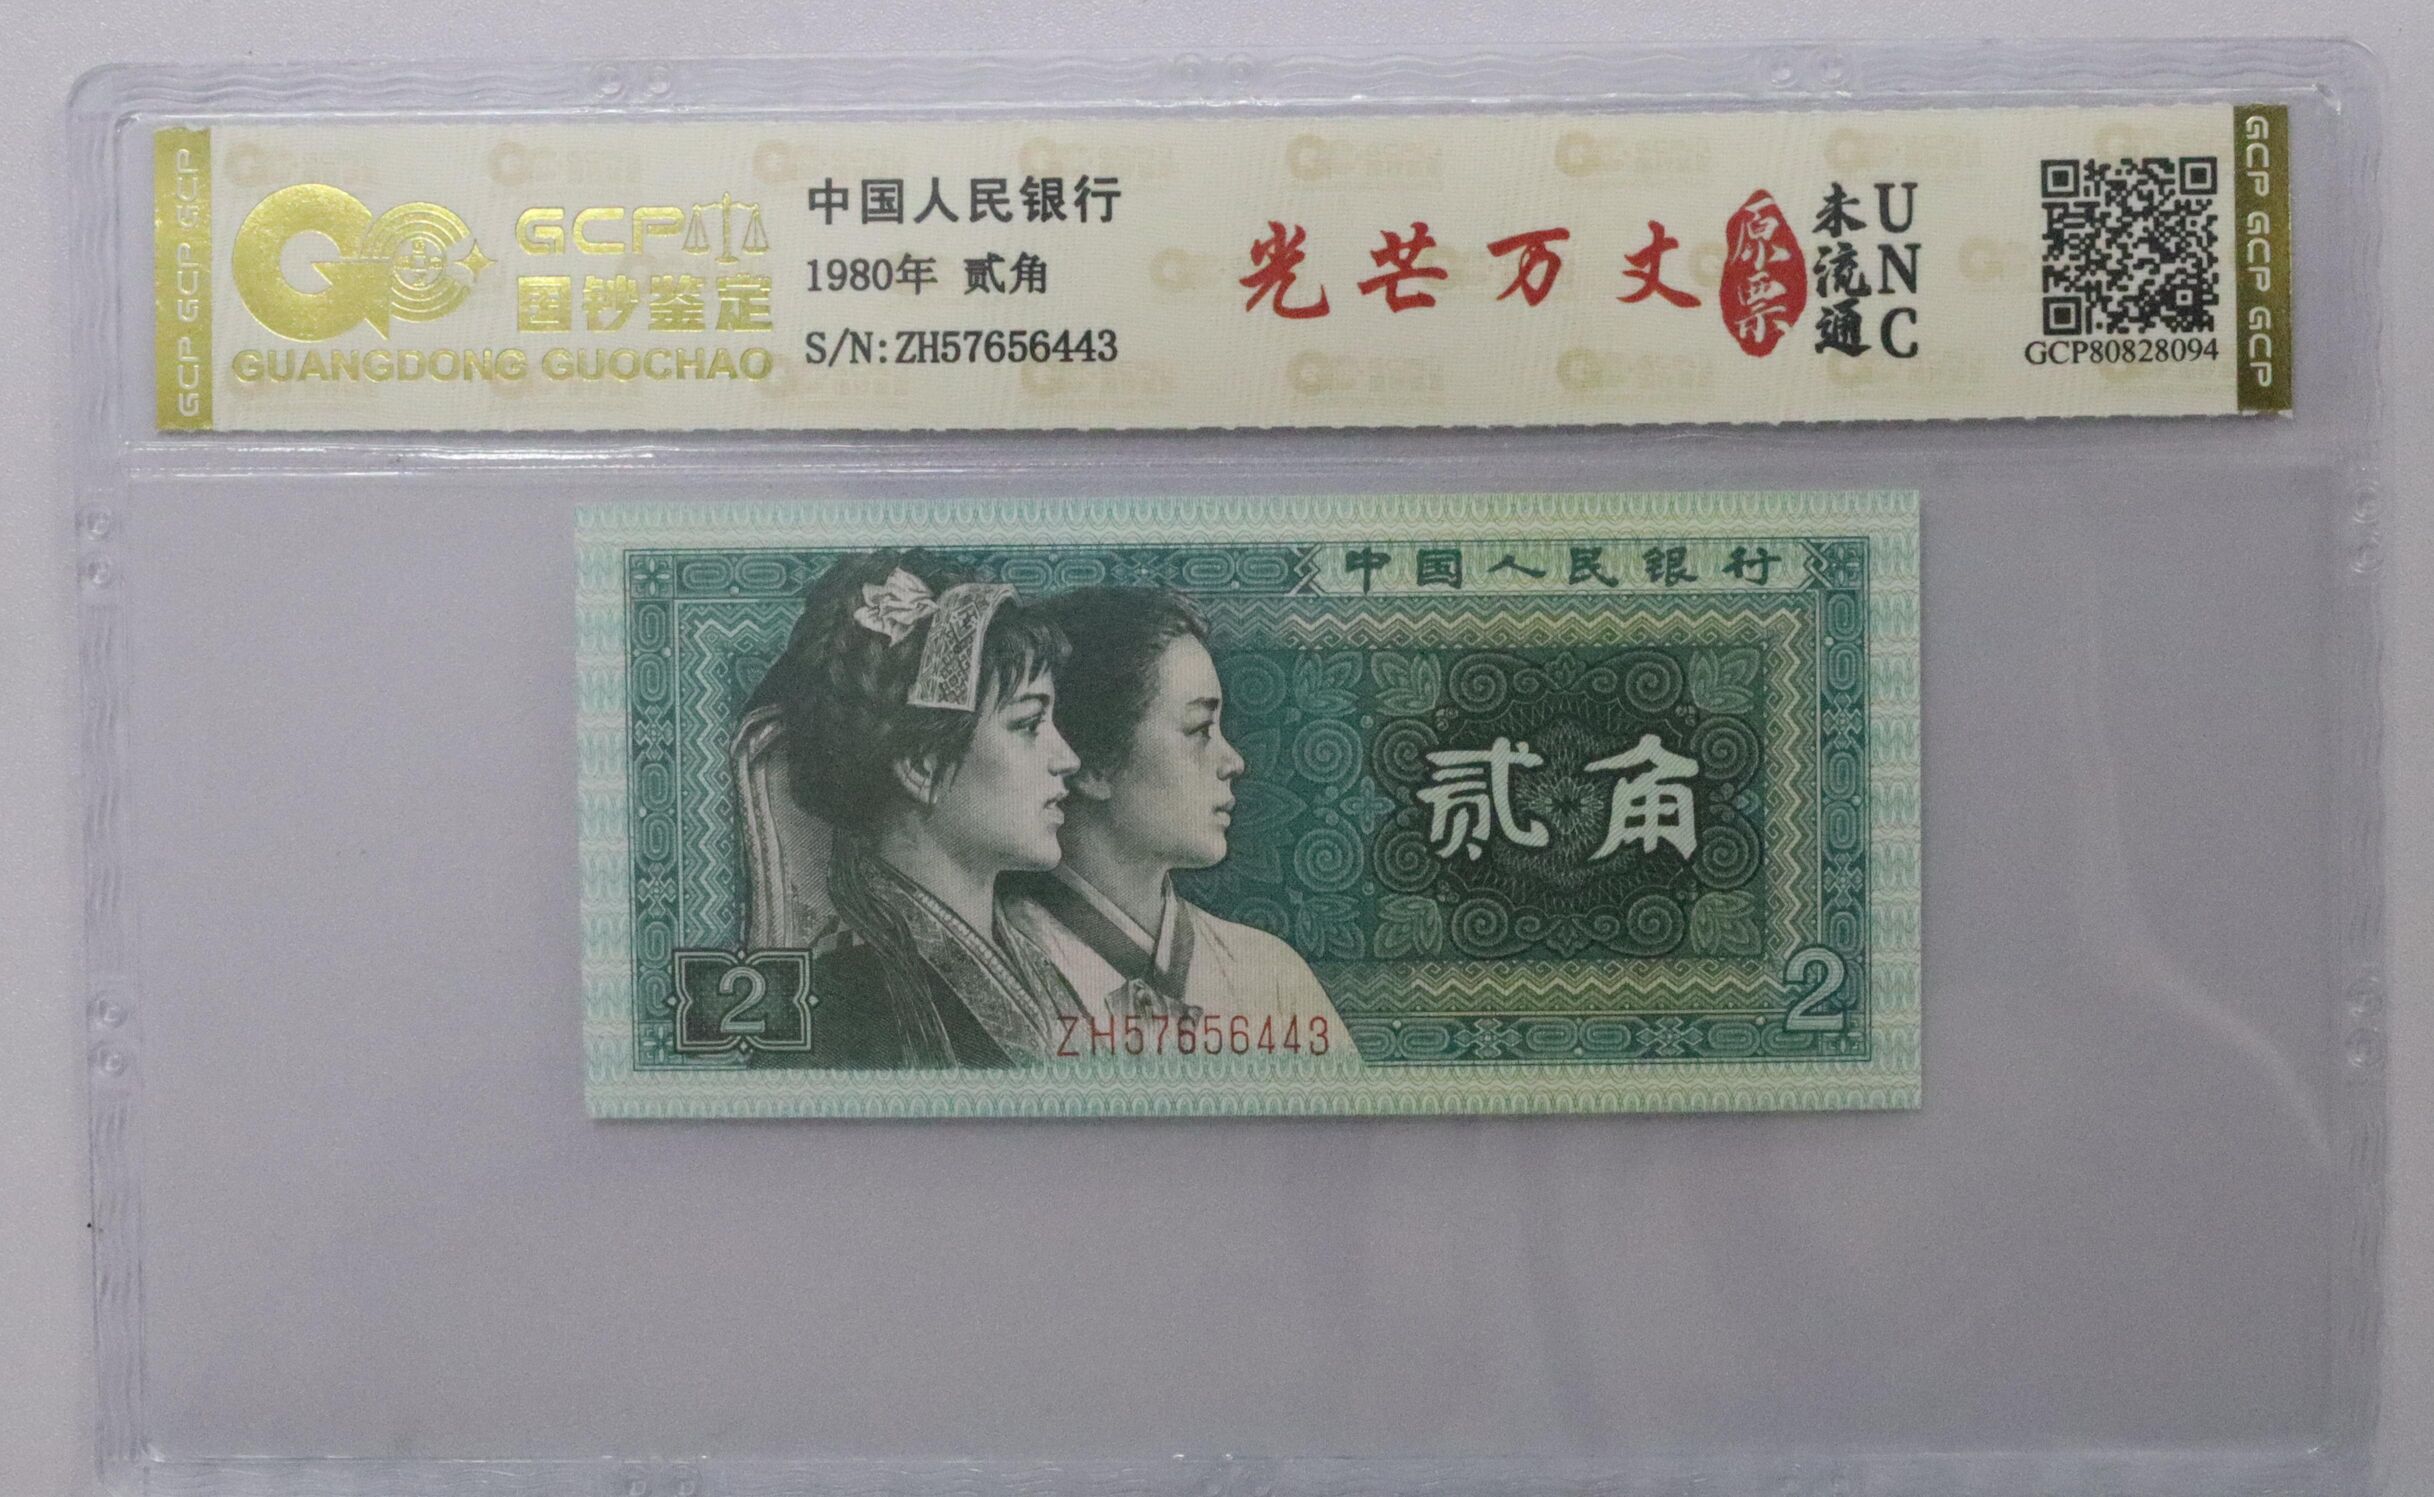 GCP GCP GCP
GCP
国钞鉴定
GUANGDONG GUOCHAO
中国人民银行
1980年 贰角
S/N:ZH57656443
光芒万丈
原票
未流通
UNC
GCP80828094
GCP GCP GCP
中国人民银行
贰角
2
2
ZH57656443